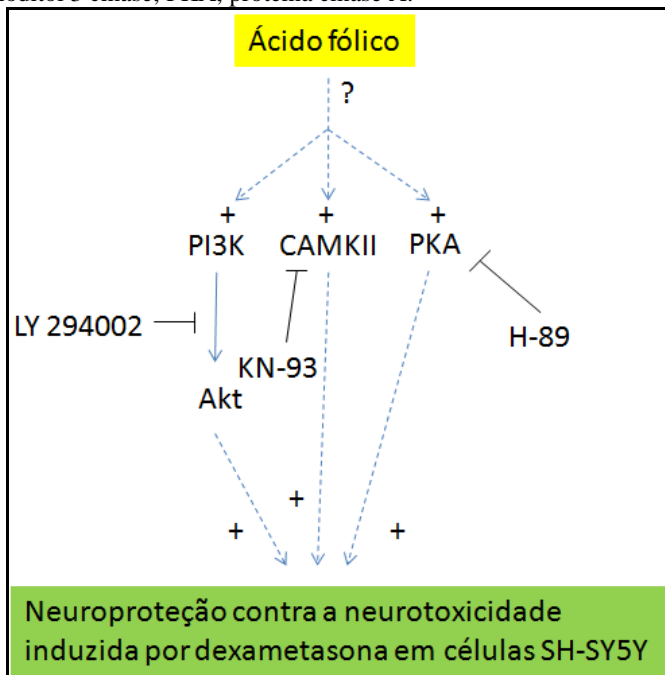 Ácido fólico
?
+ + +
PI3K CAMKII PKA
LY 294002
H-89
KN-93
Akt
+
+ +
Neuroproteção contra a neurotoxicidade
induzida por dexametasona em células SH-SY5Y